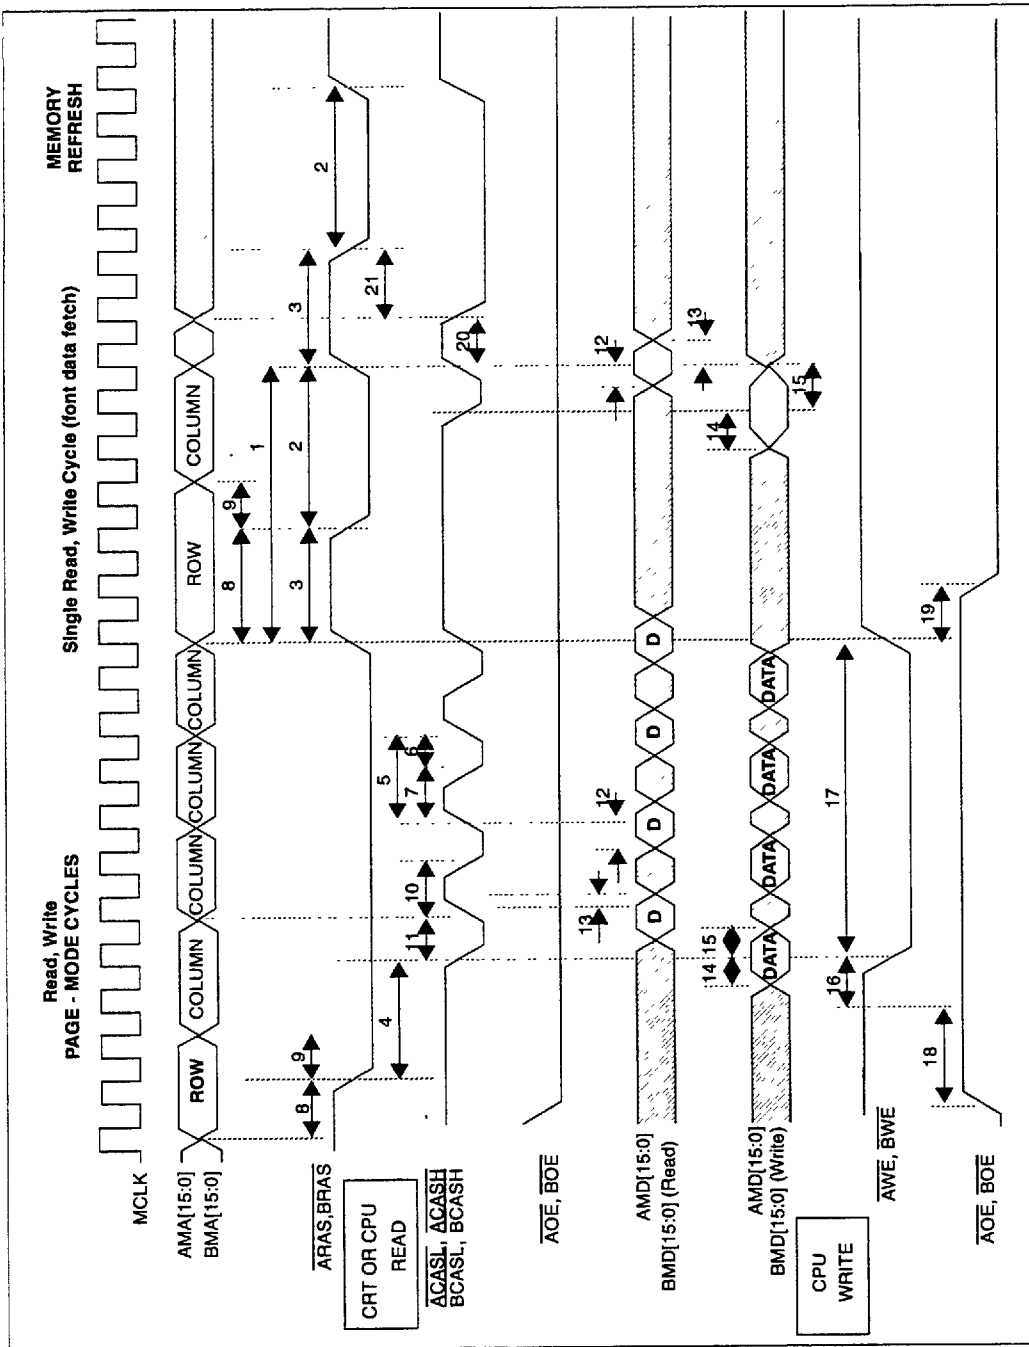 Read, Write
PAGE - MODE CYCLES
Single Read, Write Cycle (font data fetch)
MEMORY
REFRESH
MCLK
AMA[15:0]
BMA[15:0]
ROW
COLUMN
COLUMN
COLUMN
COLUMN
ROW
COLUMN
8
9
8
9
1
ARAS,BRAS
3
2
3
2
CRT OR CPU
READ
4
11
10
5
7
6
21
ACASL, ACASH
BCASL, BCASH
20
AOE, BOE
13
12
12
13
AMD[15:0]
BMD[15:0] (Read)
D
D
D
D
14
15
14
15
AMD[15:0]
BMD[15:0] (Write)
DATA
DATA
DATA
DATA
CPU
WRITE
16
17
AWE, BWE
18
19
AOE, BOE